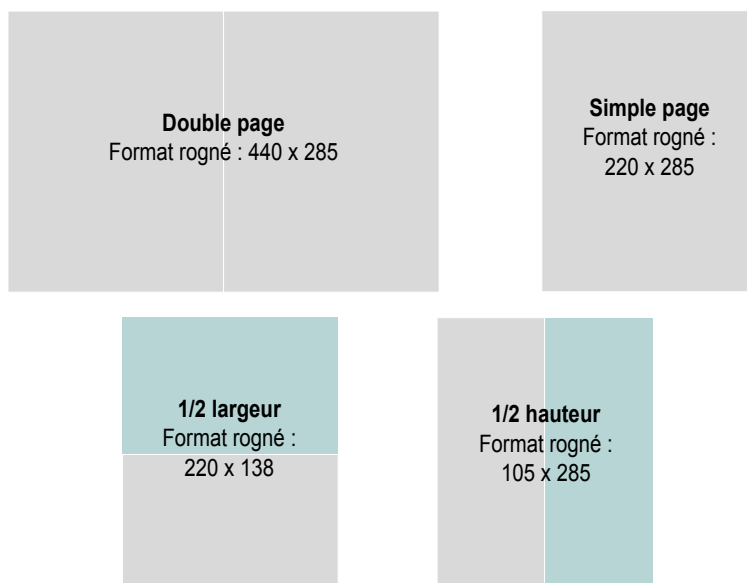 Double page
Format rogné : 440 x 285
Simple page
Format rogné :
220 x 285
1/2 largeur
Format rogné :
220 x 138
1/2 hauteur
Format rogné :
105 x 285